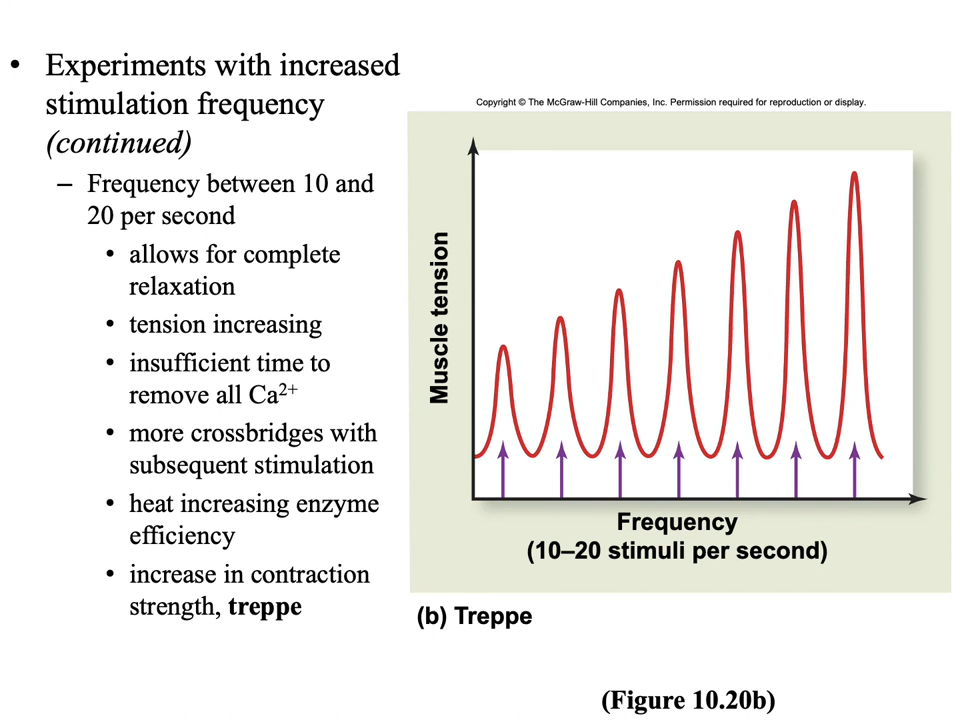 • Experiments with increased
stimulation frequency
(continued)
– Frequency between 10 and
20 per second
• allows for complete
relaxation
• tension increasing
• insufficient time to
remove all Ca²⁺
• more crossbridges with
subsequent stimulation
• heat increasing enzyme
efficiency
• increase in contraction
strength, treppe
Copyright © The McGraw-Hill Companies, Inc. Permission required for reproduction or display.
Muscle tension
Frequency
(10–20 stimuli per second)
(b) Treppe
(Figure 10.20b)